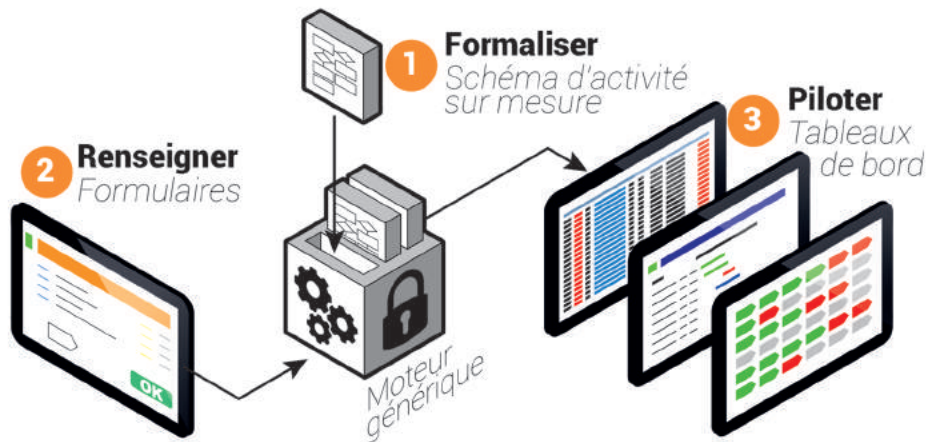 1
Formaliser
Schéma d'activité
sur mesure
2
Renseigner
Formulaires
OK
Moteur
générique
3
Piloter
Tableaux
de bord